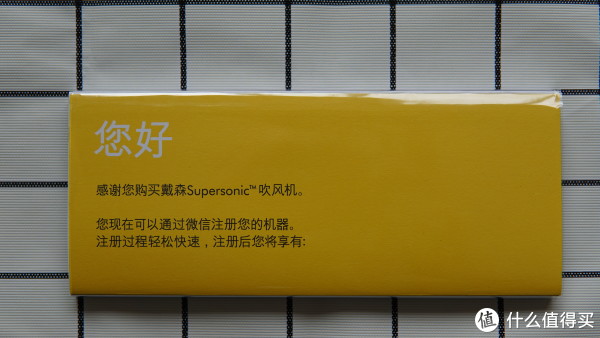 您好
感谢您购买戴森Supersonic™吹风机。
您现在可以通过微信注册您的机器。
注册过程轻松快速，注册后您将享有:
值 什么值得买